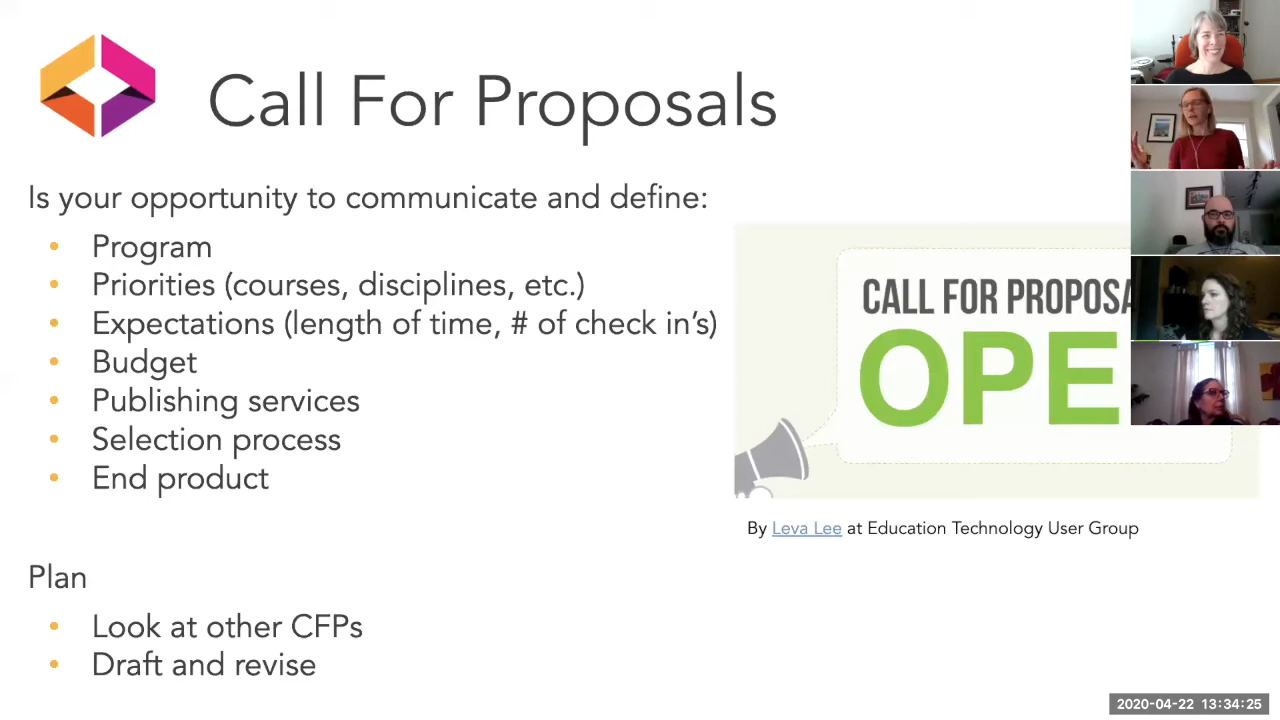 Call For Proposals
Is your opportunity to communicate and define:
• Program
• Priorities (courses, disciplines, etc.)
• Expectations (length of time, # of check in’s)
• Budget
• Publishing services
• Selection process
• End product
CALL FOR PROPOSA
OPE
By Leva Lee at Education Technology User Group
Plan
• Look at other CFPs
• Draft and revise
2020-04-22 13:34:25